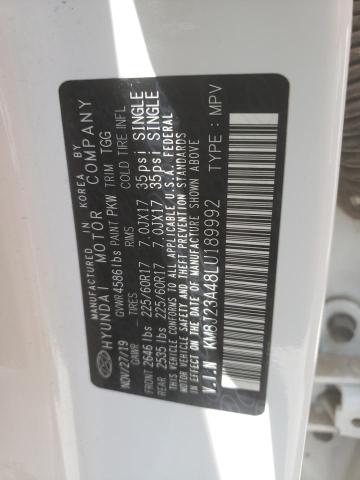 MANUFACTURED IN KOREA BY
HYUNDAI MOTOR COMPANY
NOV/27/19 GVWR 4586 lbs PAINT PKW TRIM TGG
GAWR TIRES RIMS COLD TIRE INFL
FRONT 2646 lbs 225/60R17 7.0JX17 35psi SINGLE
REAR 2535 lbs 225/60R17 7.0JX17 35psi SINGLE
THIS VEHICLE CONFORMS TO ALL APPLICABLE U.S. FEDERAL
MOTOR VEHICLE SAFETY AND THEFT PREVENTION STANDARDS
IN EFFECT ON THE DATE OF MANUFACTURE SHOWN ABOVE
V.I.N KM8J23A48LU189992 TYPE : MPV